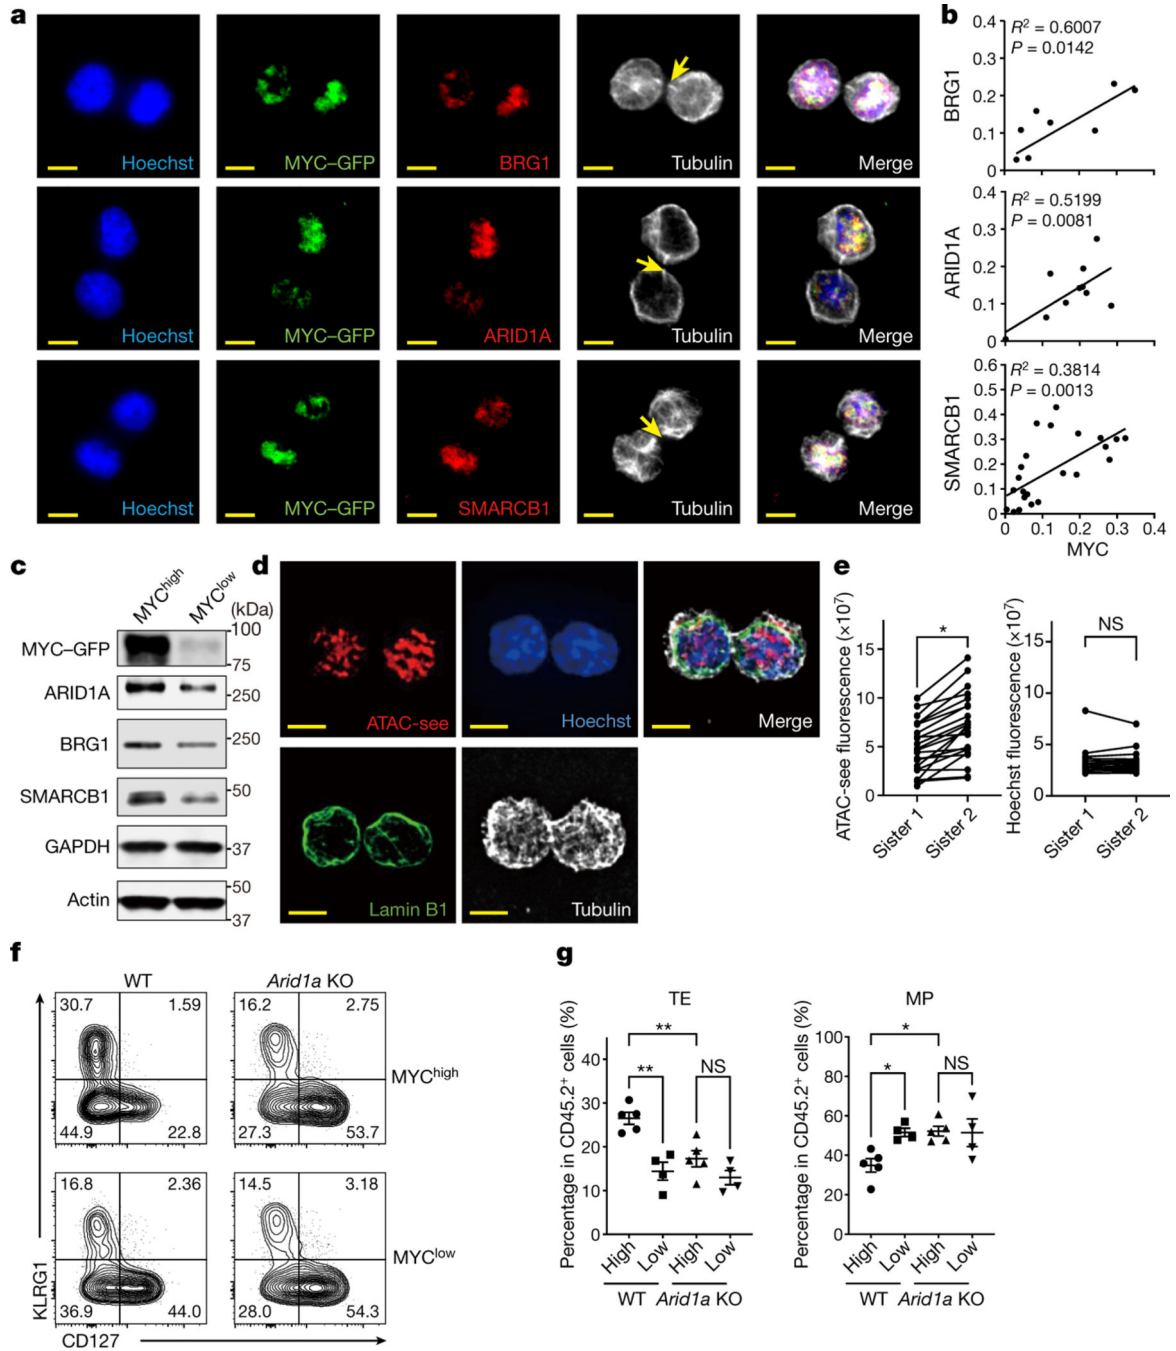 a
Hoechst
MYC–GFP
BRG1
Tubulin
Merge
Hoechst
MYC–GFP
ARID1A
Tubulin
Merge
Hoechst
MYC–GFP
SMARCB1
Tubulin
Merge
b
R² = 0.6007
P = 0.0142
BRG1
0.4
0.3
0.2
0.1
0
R² = 0.5199
P = 0.0081
ARID1A
0.4
0.3
0.2
0.1
0
R² = 0.3814
P = 0.0013
SMARCB1
0.6
0.5
0.4
0.3
0.2
0.1
0
0 0.1 0.2 0.3 0.4
MYC
c
MYChigh MYClow (kDa)
MYC–GFP
100
75
ARID1A
250
BRG1
250
SMARCB1
50
GAPDH
37
Actin
50
37
d
ATAC-see
Hoechst
Merge
Lamin B1
Tubulin
e
ATAC-see fluorescence (×10⁷)
15
10
5
0
*
Sister 1
Sister 2
Hoechst fluorescence (×10⁷)
15
10
5
0
NS
Sister 1
Sister 2
f
WT Arid1a KO
30.7 1.59
44.9 22.8
16.2 2.75
27.3 53.7
MYChigh
16.8 2.36
36.9 44.0
14.5 3.18
28.0 54.3
MYClow
KLRG1
CD127
g
TE
Percentage in CD45.2⁺ cells (%)
40
30
20
10
0
**
**
NS
High Low High Low
WT Arid1a KO
MP
Percentage in CD45.2⁺ cells (%)
100
80
60
40
20
0
*
*
NS
High Low High Low
WT Arid1a KO